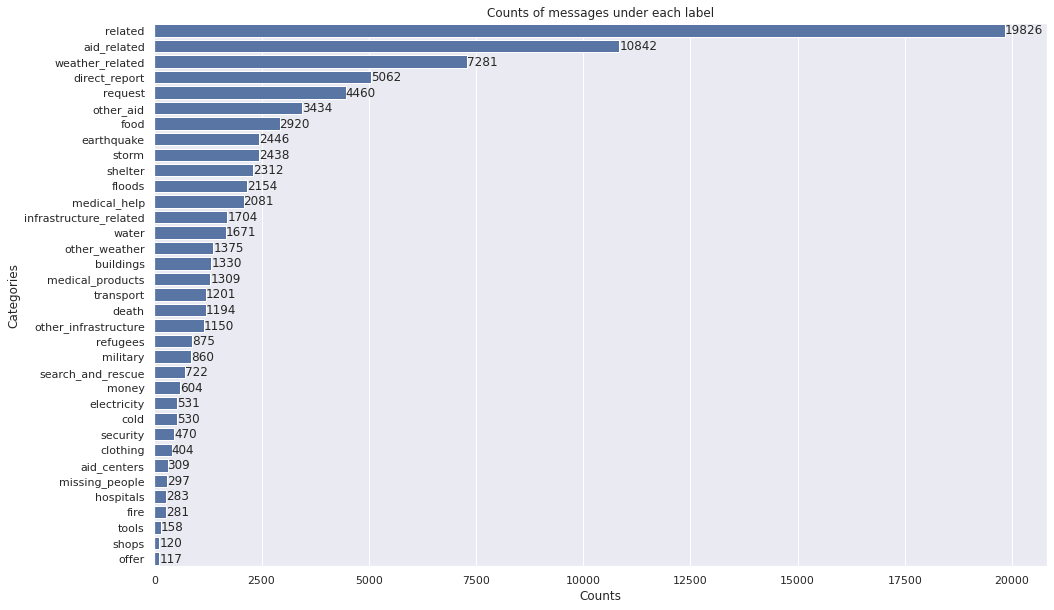 Counts of messages under each label
Categories
related 19826
aid_related 10842
weather_related 7281
direct_report 5062
request 4460
other_aid 3434
food 2920
earthquake 2446
storm 2438
shelter 2312
floods 2154
medical_help 2081
infrastructure_related 1704
water 1671
other_weather 1375
buildings 1330
medical_products 1309
transport 1201
death 1194
other_infrastructure 1150
refugees 875
military 860
search_and_rescue 722
money 604
electricity 531
cold 530
security 470
clothing 404
aid_centers 309
missing_people 297
hospitals 283
fire 281
tools 158
shops 120
offer 117
0 2500 5000 7500 10000 12500 15000 17500 20000
Counts